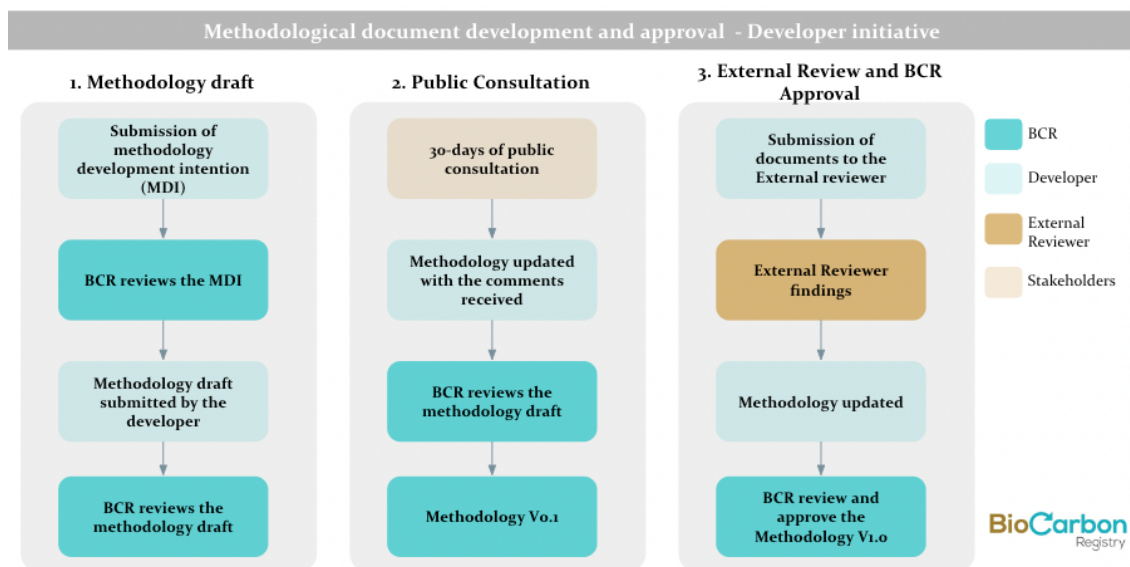 Methodological document development and approval - Developer initiative
1. Methodology draft
Submission of
methodology
development intention
(MDI)
BCR reviews the MDI
Methodology draft
submitted by the
developer
BCR reviews the
methodology draft
2. Public Consultation
30-days of public
consultation
Methodology updated
with the comments
received
BCR reviews the
methodology draft
Methodology V0.1
3. External Review and BCR
Approval
Submission of
documents to the
External reviewer
External Reviewer
findings
Methodology updated
BCR review and
approve the
Methodology V1.0
BCR
Developer
External
Reviewer
Stakeholders
BioCarbon
Registry